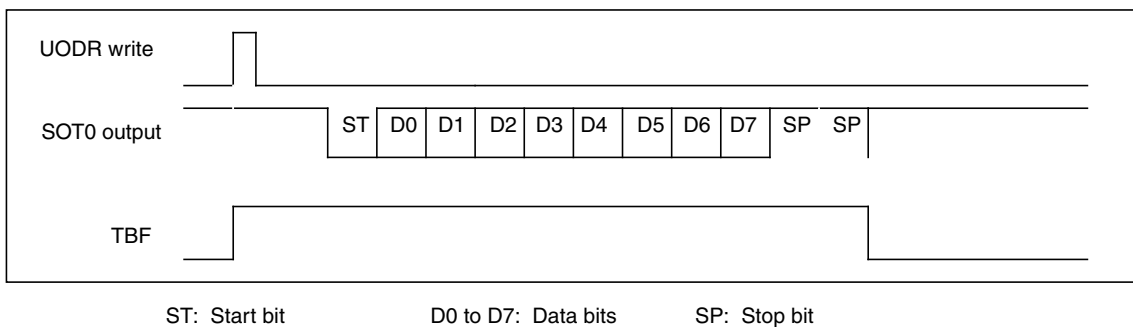 UODR write
SOT0 output
ST D0 D1 D2 D3 D4 D5 D6 D7 SP SP
TBF
ST: Start bit D0 to D7: Data bits SP: Stop bit